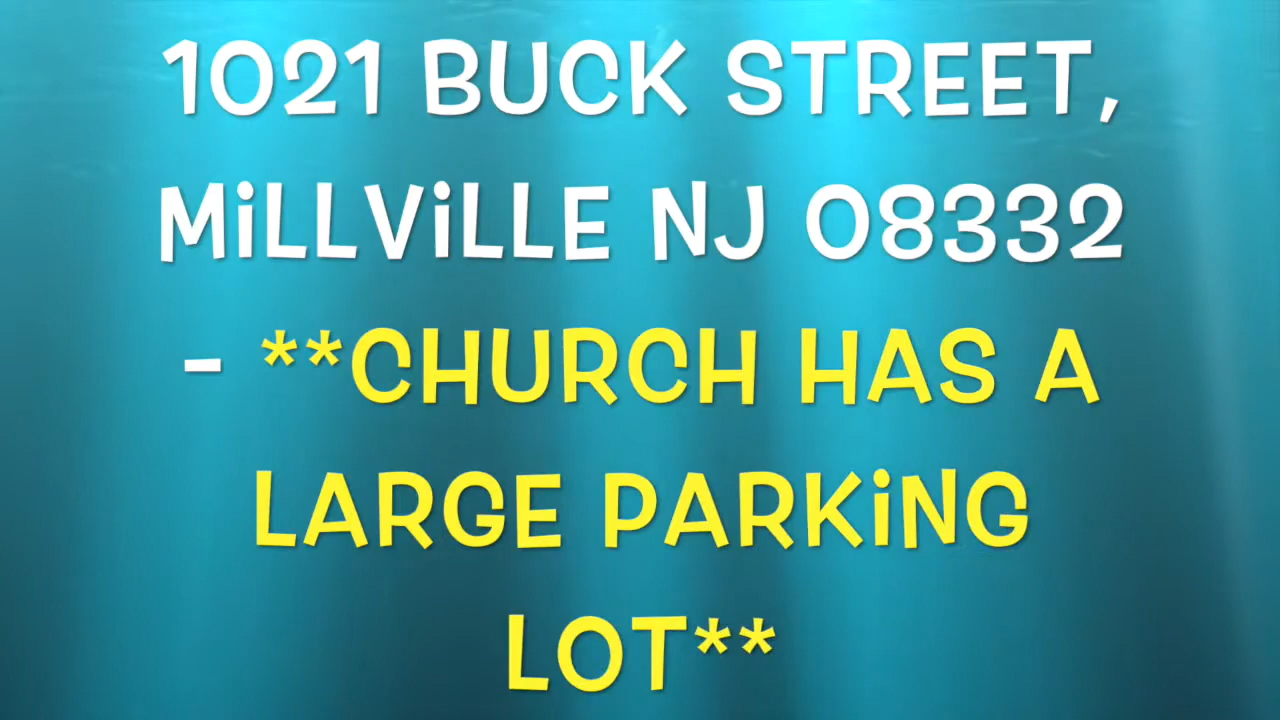 1021 BUCK STREET,
MiLLViLLE NJ 08332
- **CHURCH HAS A
LARGE PARKiNG
LOT**